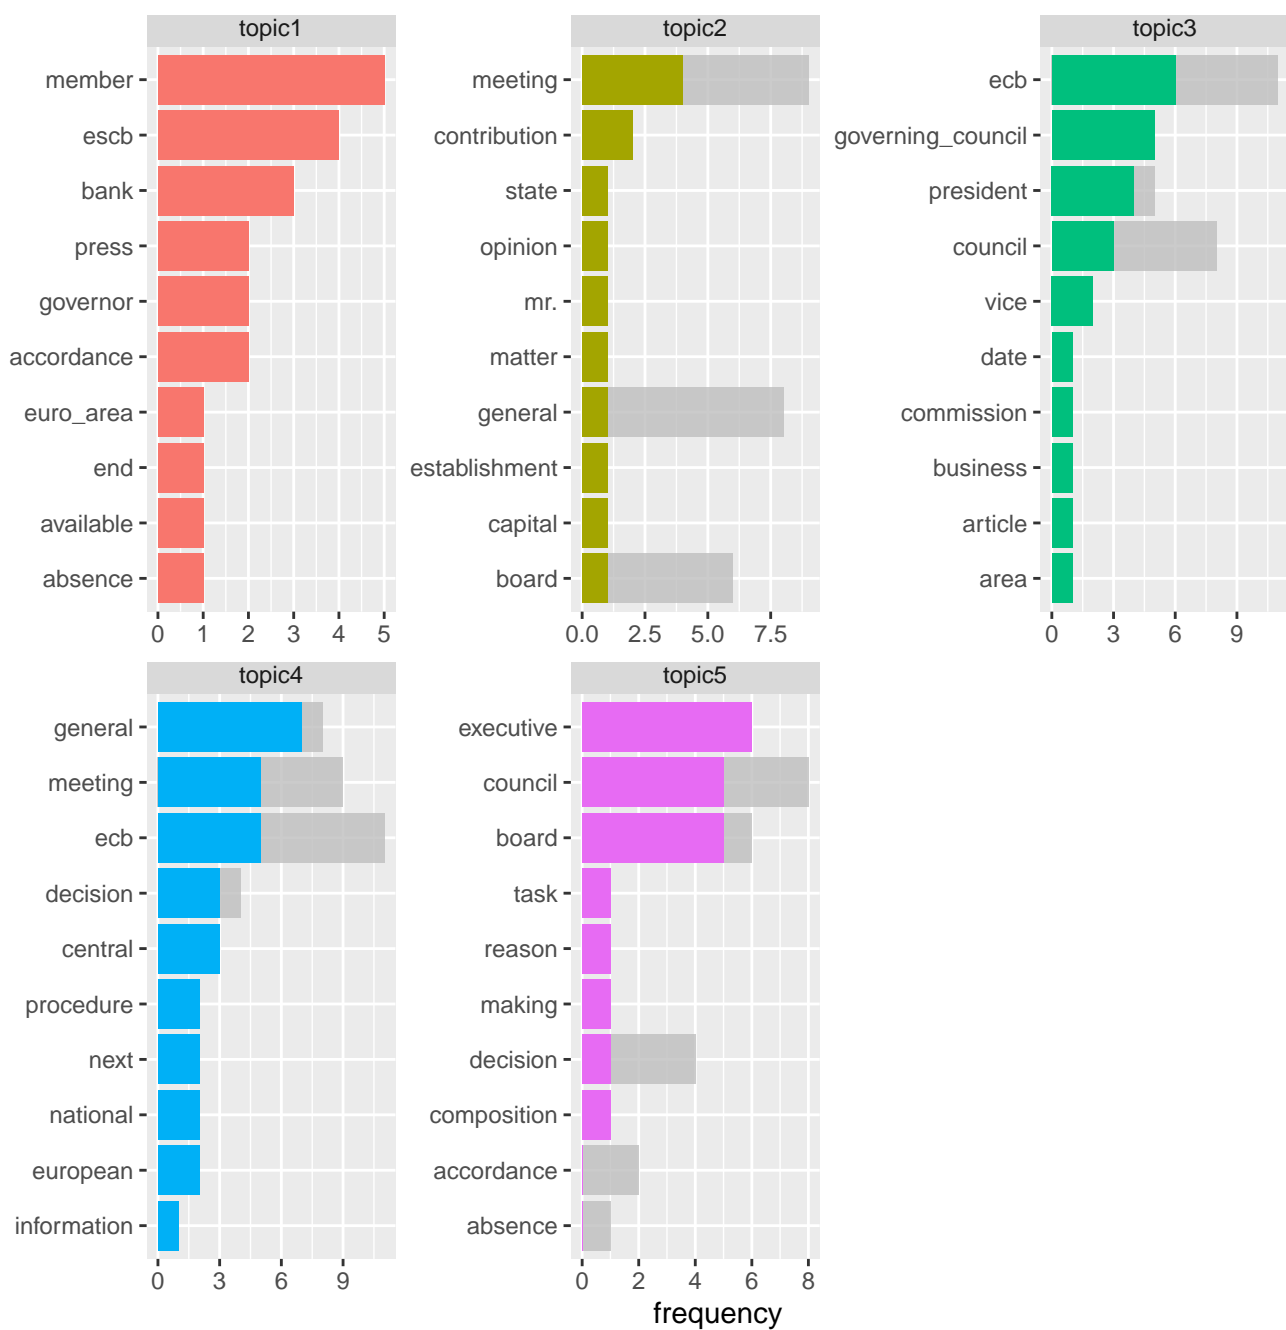 topic1
member
escb
bank
press
governor
accordance
euro_area
end
available
absence
0 1 2 3 4 5
topic2
meeting
contribution
state
opinion
mr.
matter
general
establishment
capital
board
0.0 2.5 5.0 7.5
topic3
ecb
governing_council
president
council
vice
date
commission
business
article
area
0 3 6 9
topic4
general
meeting
ecb
decision
central
procedure
next
national
european
information
0 3 6 9
topic5
executive
council
board
task
reason
making
decision
composition
accordance
absence
0 2 4 6 8
frequency